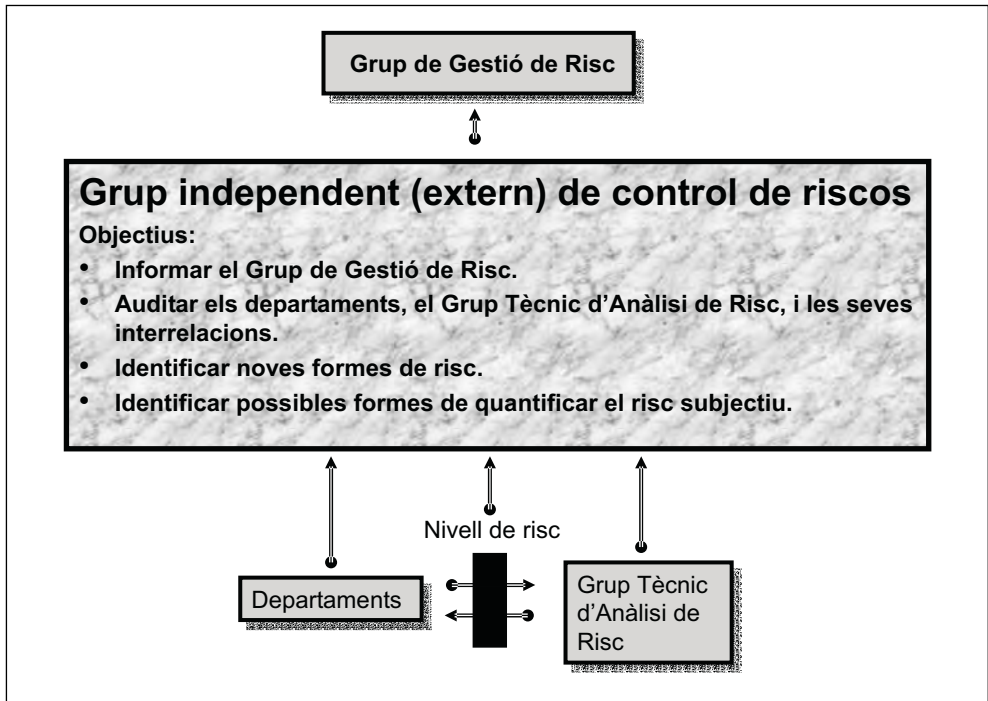 Grup de Gestió de Risc
Grup independent (extern) de control de riscos
Objectius:
• Informar el Grup de Gestió de Risc.
• Auditar els departaments, el Grup Tècnic d'Anàlisi de Risc, i les seves
interrelacions.
• Identificar noves formes de risc.
• Identificar possibles formes de quantificar el risc subjectiu.
Nivell de risc
Departaments
Grup Tècnic
d'Anàlisi de
Risc